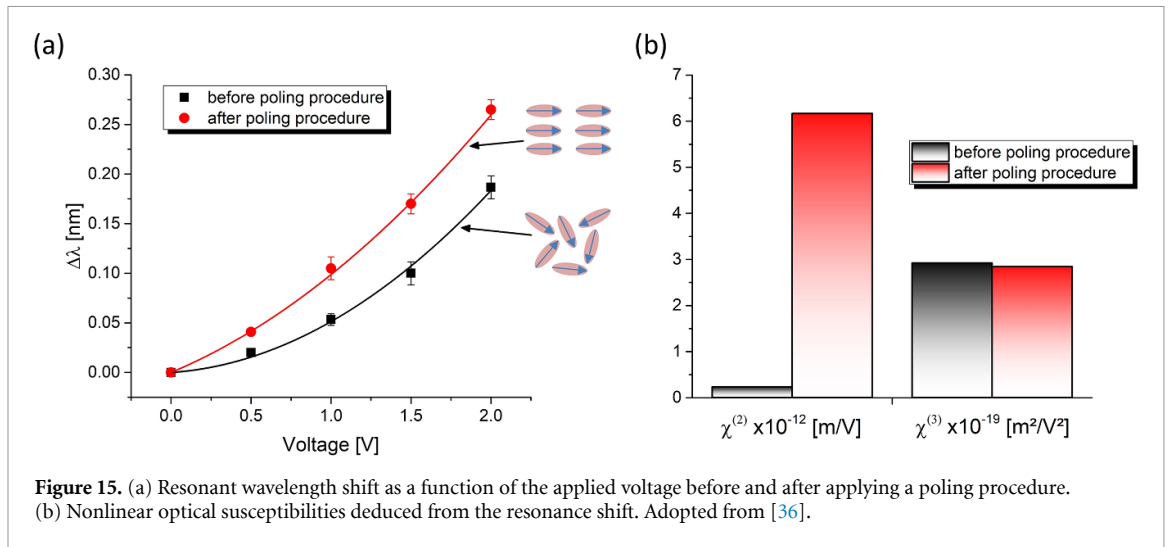 (a)
0.30
0.25
0.20
0.15
0.10
0.05
0.00
Δλ [nm]
before poling procedure
after poling procedure
0.0 0.5 1.0 1.5 2.0
Voltage [V]
(b)
7
6
5
4
3
2
1
0
before poling procedure
after poling procedure
χ⁽²⁾ x10⁻¹² [m/V] χ⁽³⁾ x10⁻¹⁹ [m²/V²]
Figure 15. (a) Resonant wavelength shift as a function of the applied voltage before and after applying a poling procedure.
(b) Nonlinear optical susceptibilities deduced from the resonance shift. Adopted from [36].